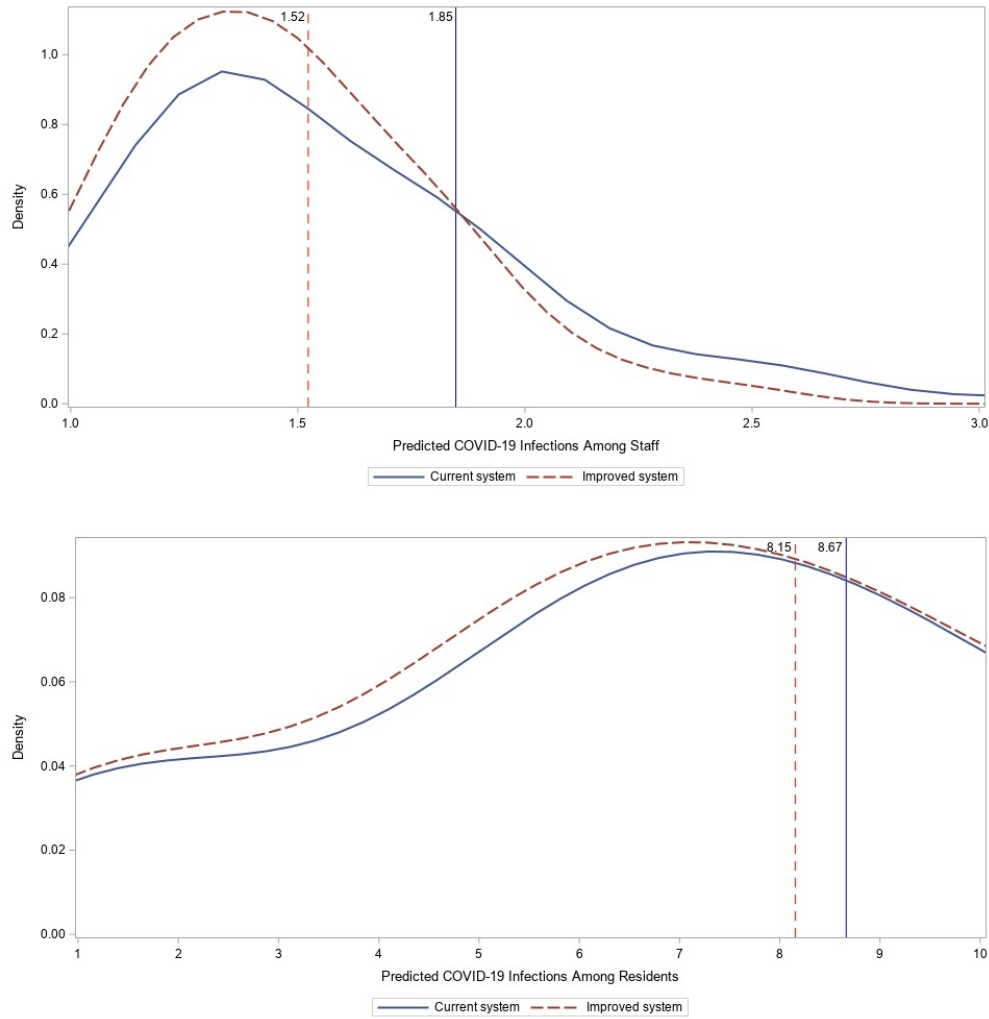 1.52 1.85
1.0
0.8
0.6
0.4
0.2
0.0
Density
1.0 1.5 2.0 2.5 3.0
Predicted COVID-19 Infections Among Staff
Current system Improved system
8.15 8.67
0.08
0.06
0.04
0.02
0.00
Density
1 2 3 4 5 6 7 8 9 10
Predicted COVID-19 Infections Among Residents
Current system Improved system